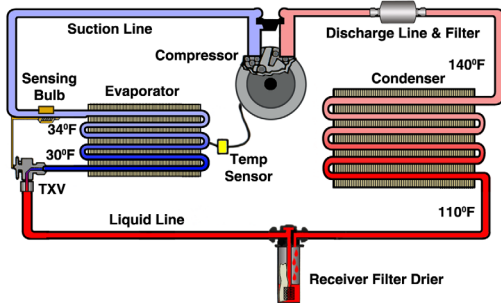 Suction Line
Discharge Line & Filter
Compressor
Sensing
Bulb
Evaporator
Condenser
140⁰F
34⁰F
30⁰F
Temp
Sensor
TXV
110⁰F
Liquid Line
Receiver Filter Drier